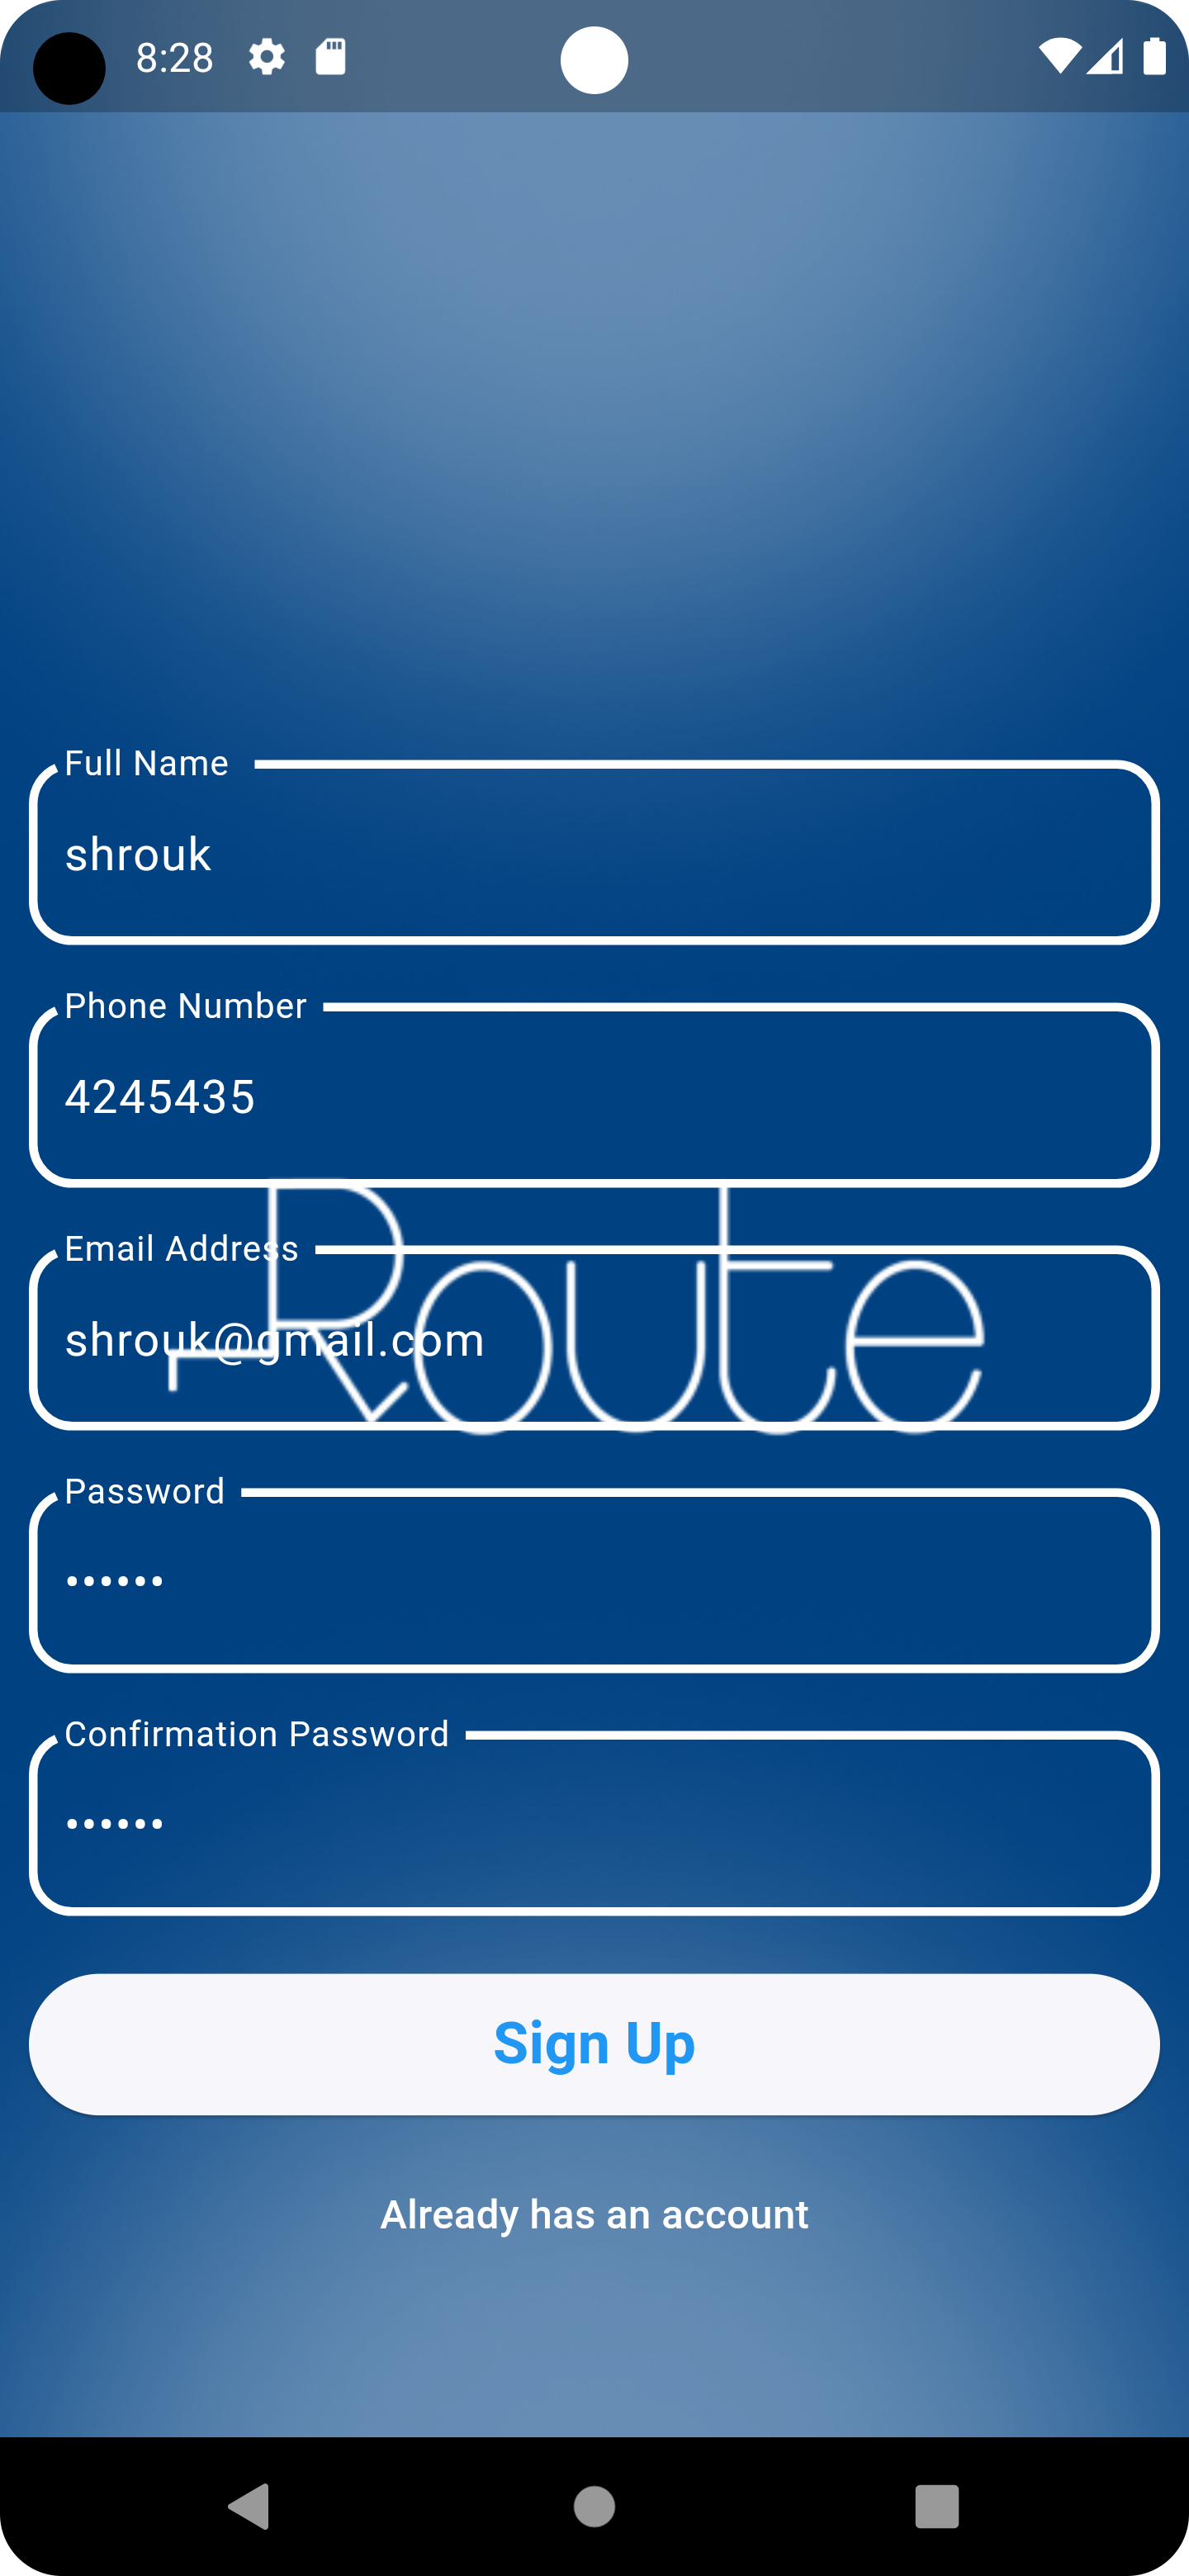 8:28
Full Name
shrouk
Phone Number
4245435
Route
Email Address
shrouk@gmail.com
Password
••••••
Confirmation Password
••••••
Sign Up
Already has an account